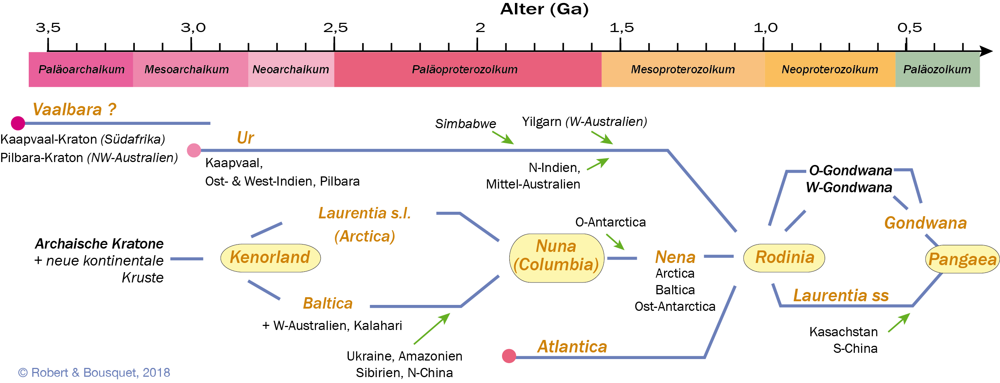 Alter (Ga)
3,5 3,0 2,5 2 1,5 1,0 0,5
Paläoarchaikum Mesoarchaikum Neoarchaikum Paläoproterozoikum Mesoproterozoikum Neoproterozoikum Paläozoikum
Vaalbara ?
Kaapvaal-Kraton (Südafrika)
Pilbara-Kraton (NW-Australien)
Ur
Kaapvaal,
Ost- & West-Indien, Pilbara
Simbabwe
Yilgarn (W-Australien)
N-Indien,
Mittel-Australien
O-Gondwana
W-Gondwana
Gondwana
Laurentia s.l.
(Arctica)
Archaische Kratone
+ neue kontinentale
Kruste
Kenorland
Nuna
(Columbia)
O-Antarctica
Nena
Arctica
Baltica
Ost-Antarctica
Rodinia
Pangaea
Baltica
+ W-Australien, Kalahari
Ukraine, Amazonien
Sibirien, N-China
Atlantica
Laurentia ss
Kasachstan
S-China
© Robert & Bousquet, 2018